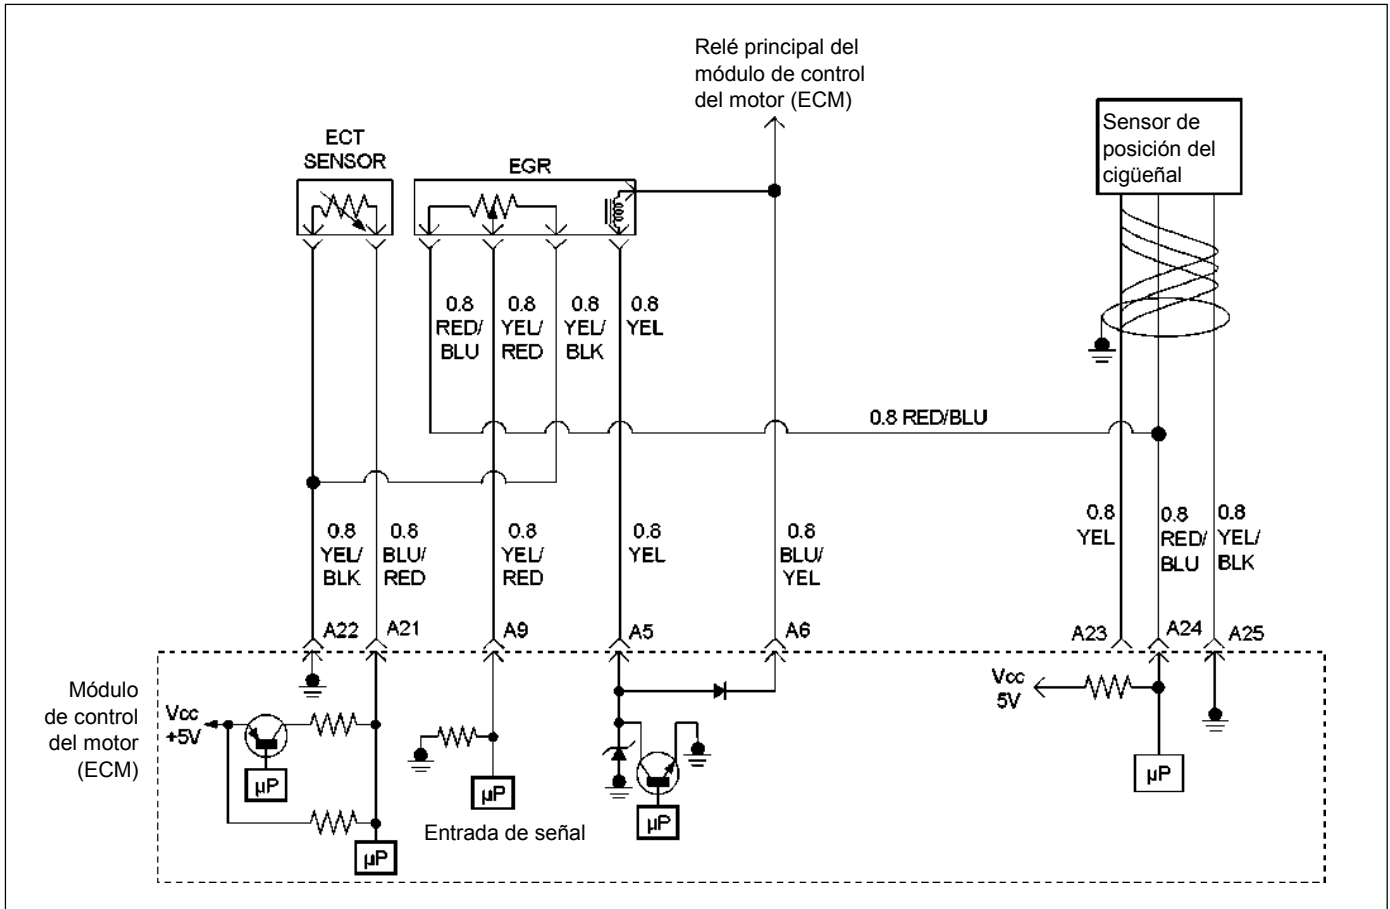 Relé principal del
módulo de control
del motor (ECM)
Sensor de
posición del
cigüeñal
ECT
SENSOR
EGR
0.8
RED/
BLU
0.8
YEL/
RED
0.8
YEL/
BLK
0.8
YEL
0.8 RED/BLU
0.8
YEL/
BLK
0.8
BLU/
RED
0.8
YEL/
RED
0.8
YEL
0.8
BLU/
YEL
0.8
YEL
0.8
RED/
BLU
0.8
YEL/
BLK
A22
A21
A9
A5
A6
A23
A24
A25
Módulo
de control
del motor
(ECM)
Vcc
+5V
µP
µP
µP
Entrada de señal
µP
Vcc
5V
µP